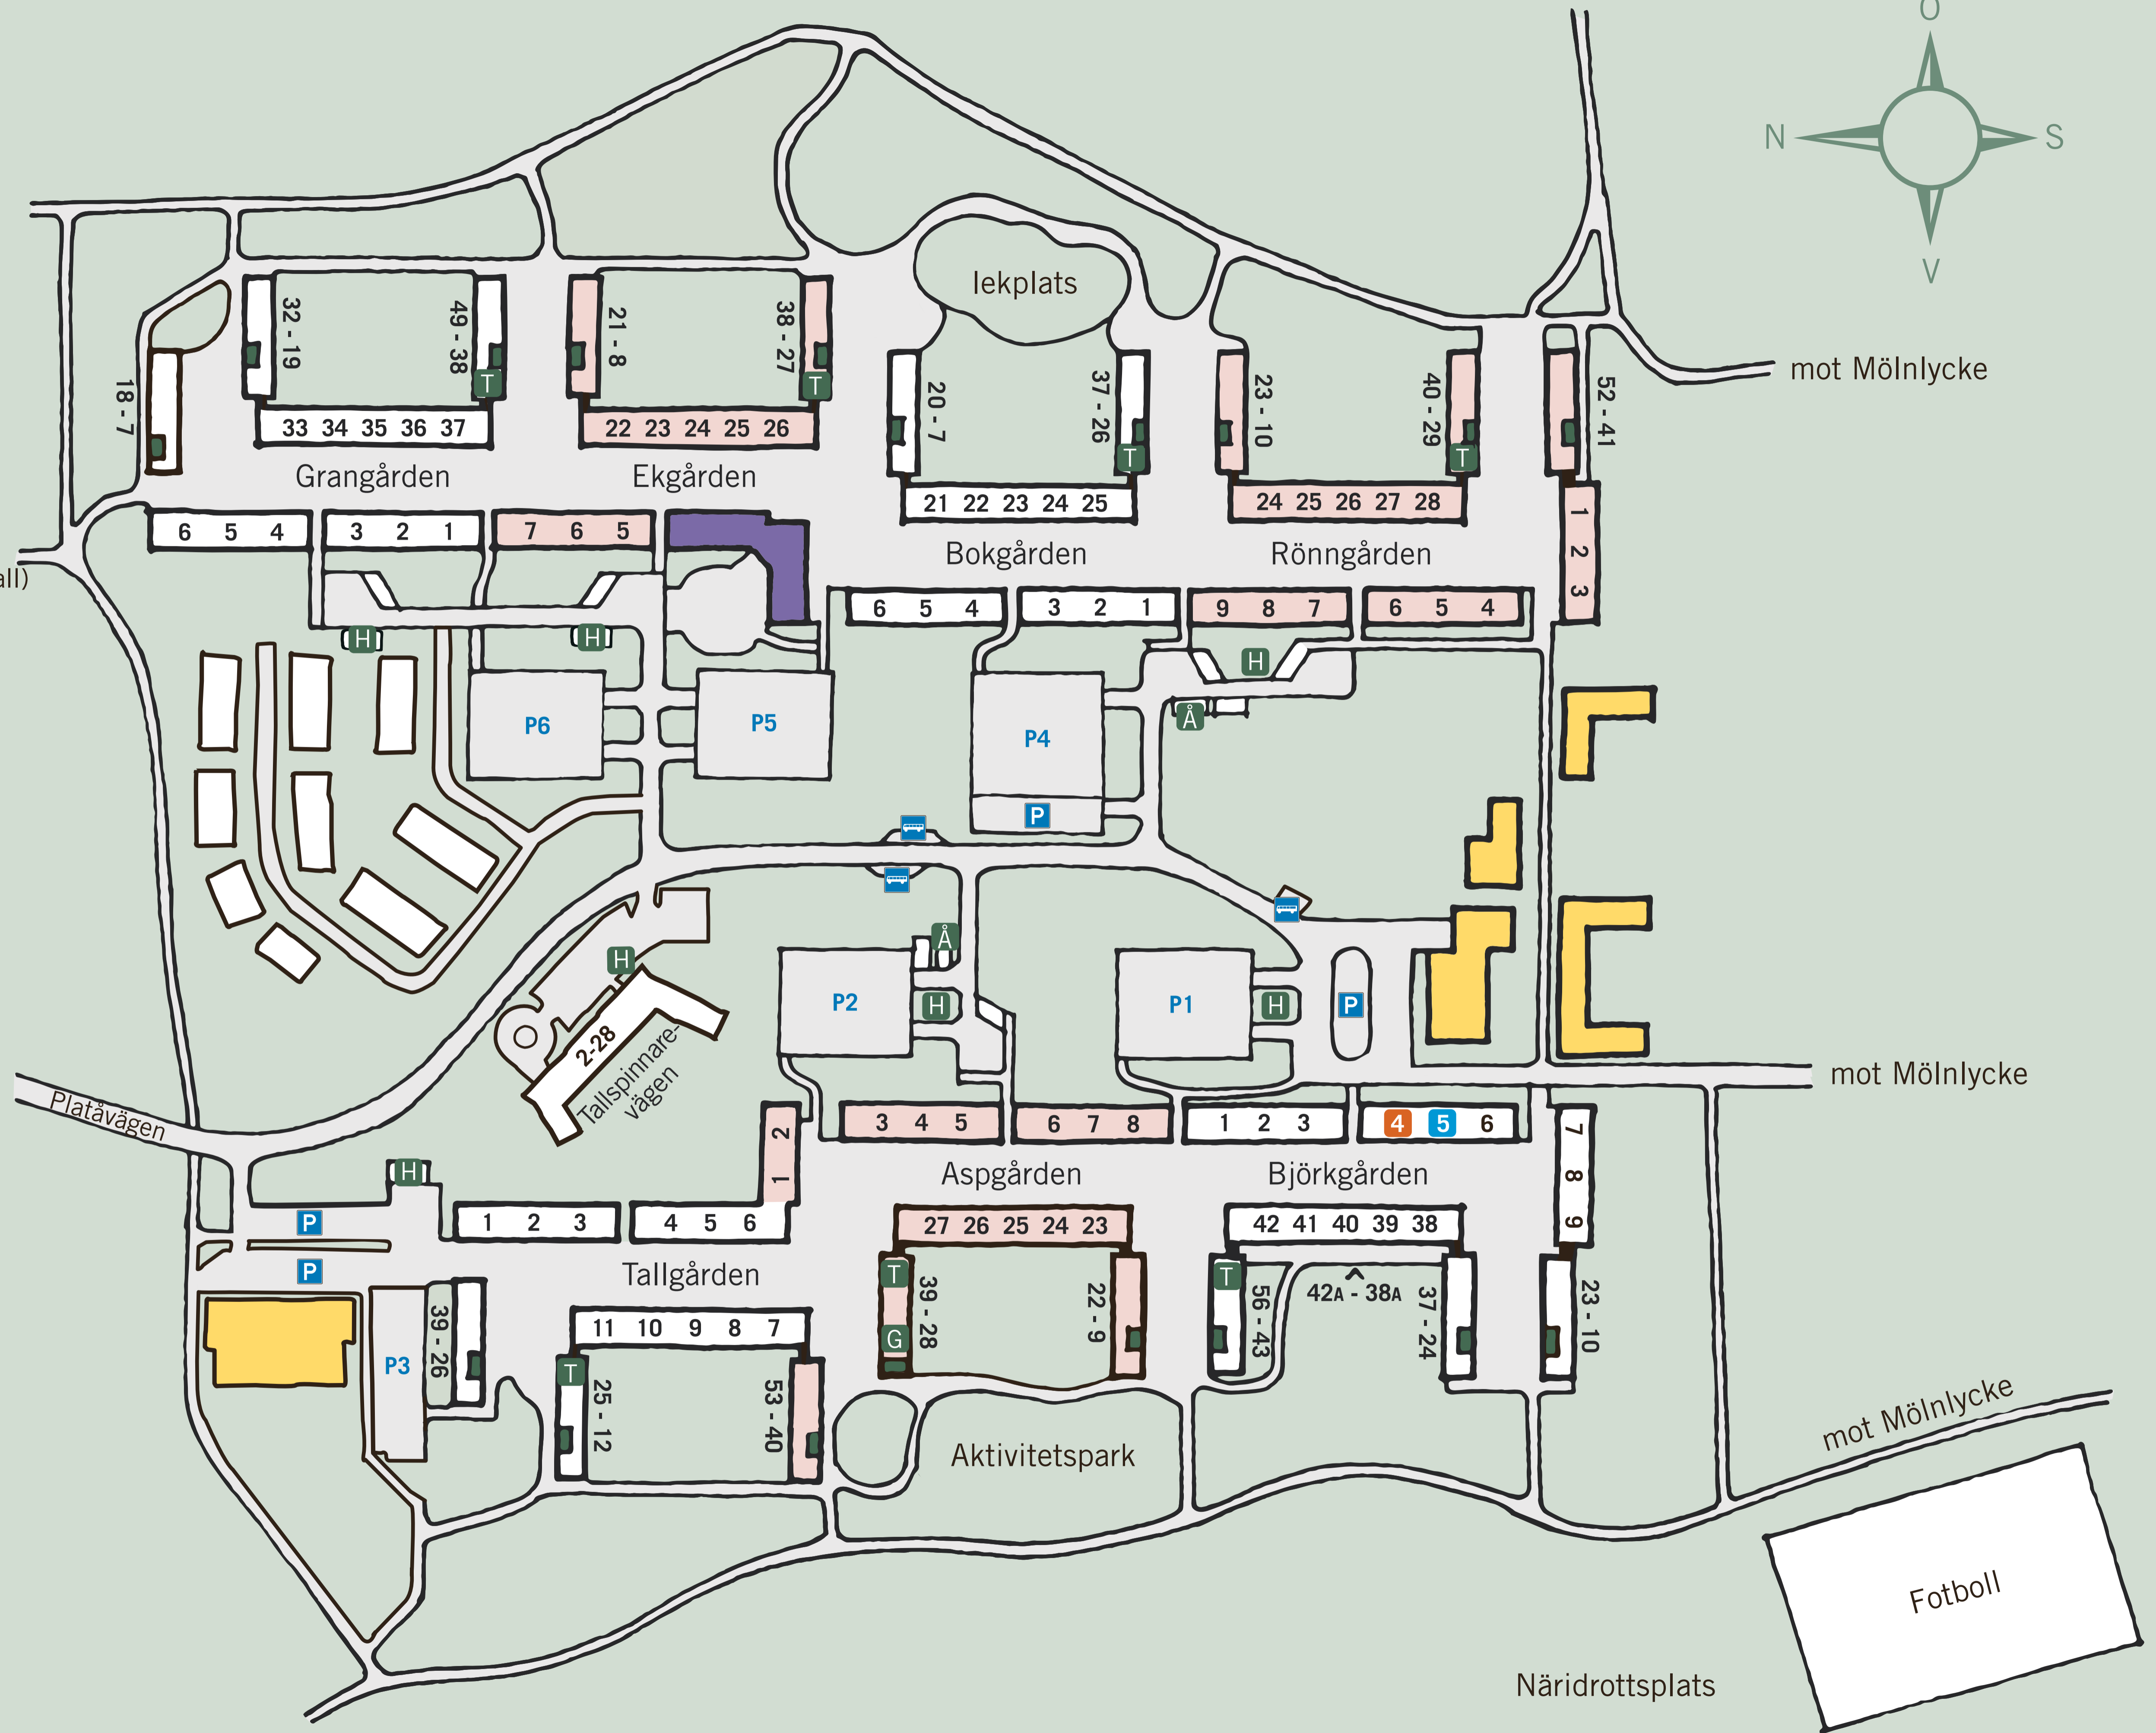 O
N
S
V
lekplats
mot Mölnlycke
32 - 19
49 - 38
T
21 - 8
38 - 27
T
18 - 7
33 34 35 36 37
22 23 24 25 26
20 - 7
37 - 26
T
23 - 10
40 - 29
T
52 - 41
Grangården
Ekgården
21 22 23 24 25
24 25 26 27 28
6 5 4
3 2 1
7 6 5
Bokgården
Rönngården
1 2 3
all)
6 5 4
3 2 1
9 8 7
6 5 4
H
H
H
Å
P6
P5
P4
P
H
Å
P2
H
P1
H
P
2-28
Tallspinnare-
vägen
mot Mölnlycke
Platåvägen
2
1
3 4 5
6 7 8
1 2 3
4 5 6
7 8 9
H
Aspgården
Björkgården
P
P
1 2 3
4 5 6
27 26 25 24 23
42 41 40 39 38
Tallgården
T
39 - 28
G
22 - 9
T
56 - 43
42A - 38A
37 - 24
23 - 10
P3
39 - 26
11 10 9 8 7
T
25 - 12
53 - 40
Aktivitetspark
mot Mölnlycke
Fotboll
Näridrottsplats